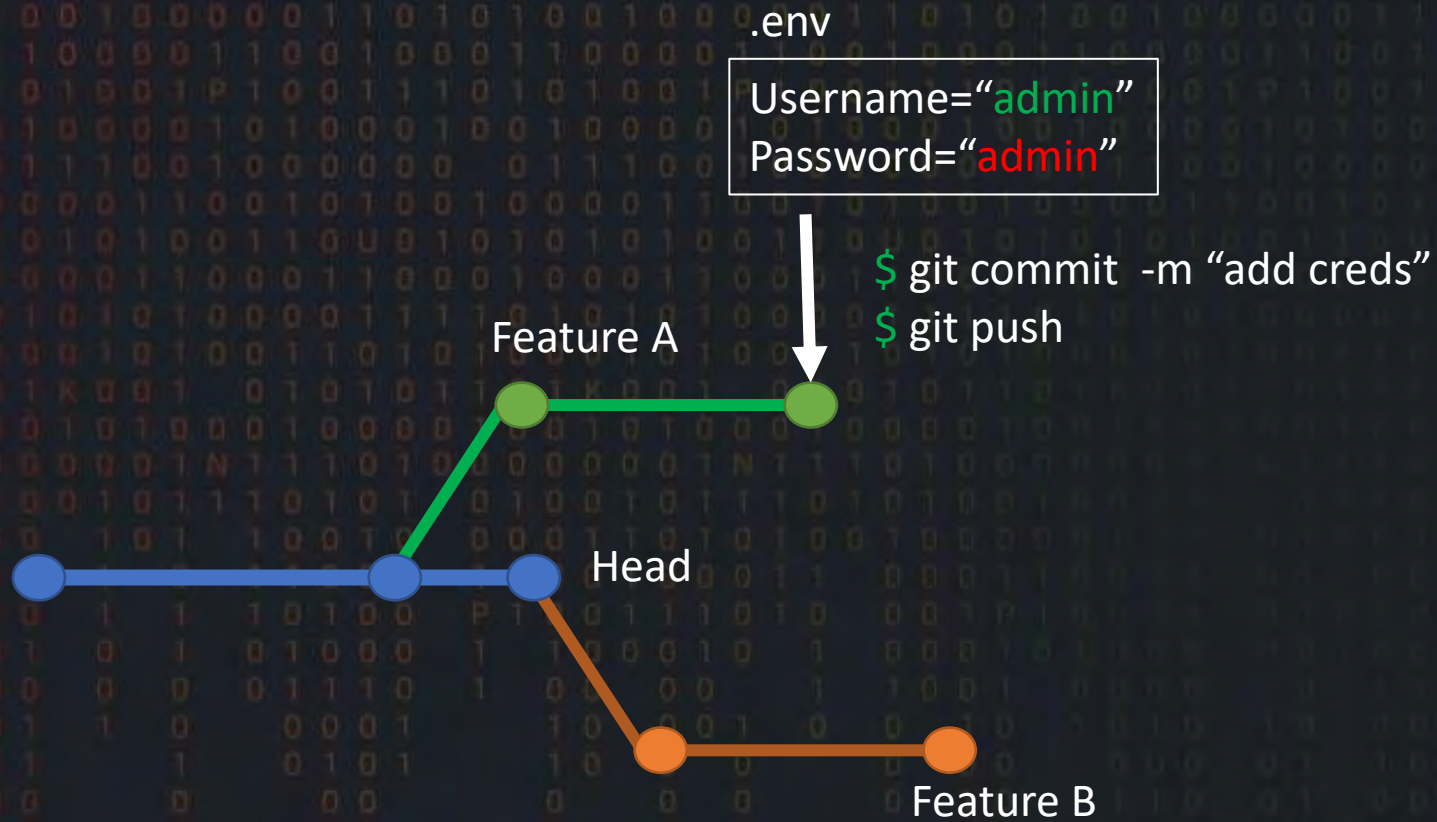 .env
Username=“admin”
Password=“admin”
$ git commit -m “add creds”
$ git push
Feature A
Head
Feature B